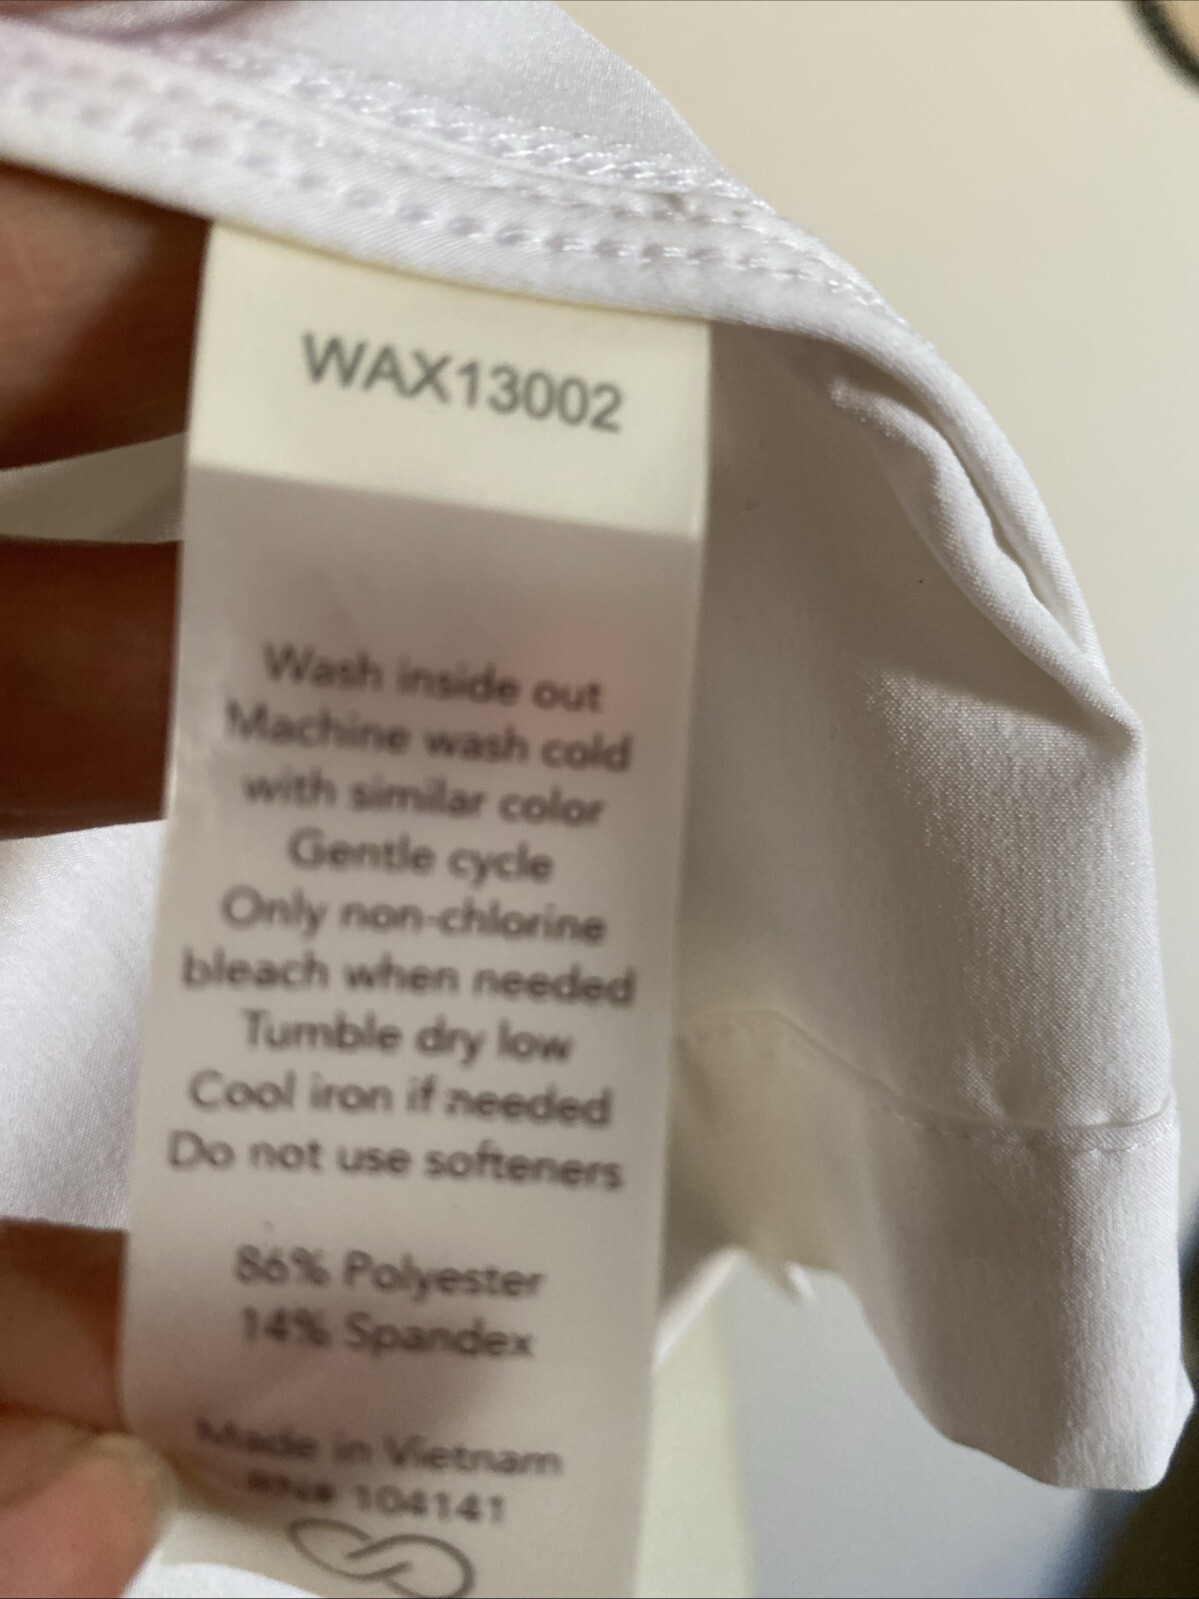 WAX13002
Wash inside out
Machine wash cold
with similar color
Gentle cycle
Only non-chlorine
bleach when needed
Tumble dry low
Cool iron if needed
Do not use softeners
86% Polyester
14% Spandex
Made in Vietnam
RN# 104141